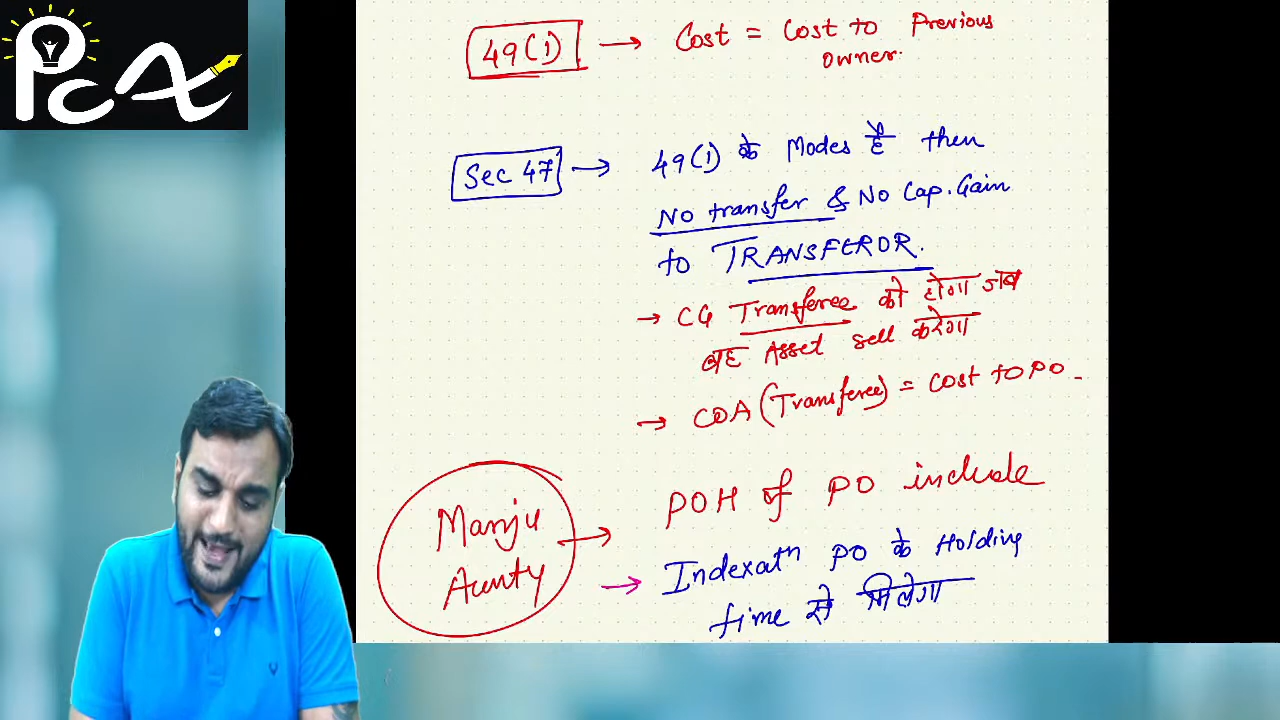 PCA
49(1) → Cost = Cost to Previous
owner.
Sec 47 → 49(1) के Modes है then
No transfer & No Cap. Gain
to TRANSFEROR.
→ CG Transferee को होगा जब
वह Asset sell करेगा
→ COA (Transferee) = Cost to PO -
Manju
Aunty
→ POH of PO include
→ Indexatn PO के Holding
time से मिलेगा